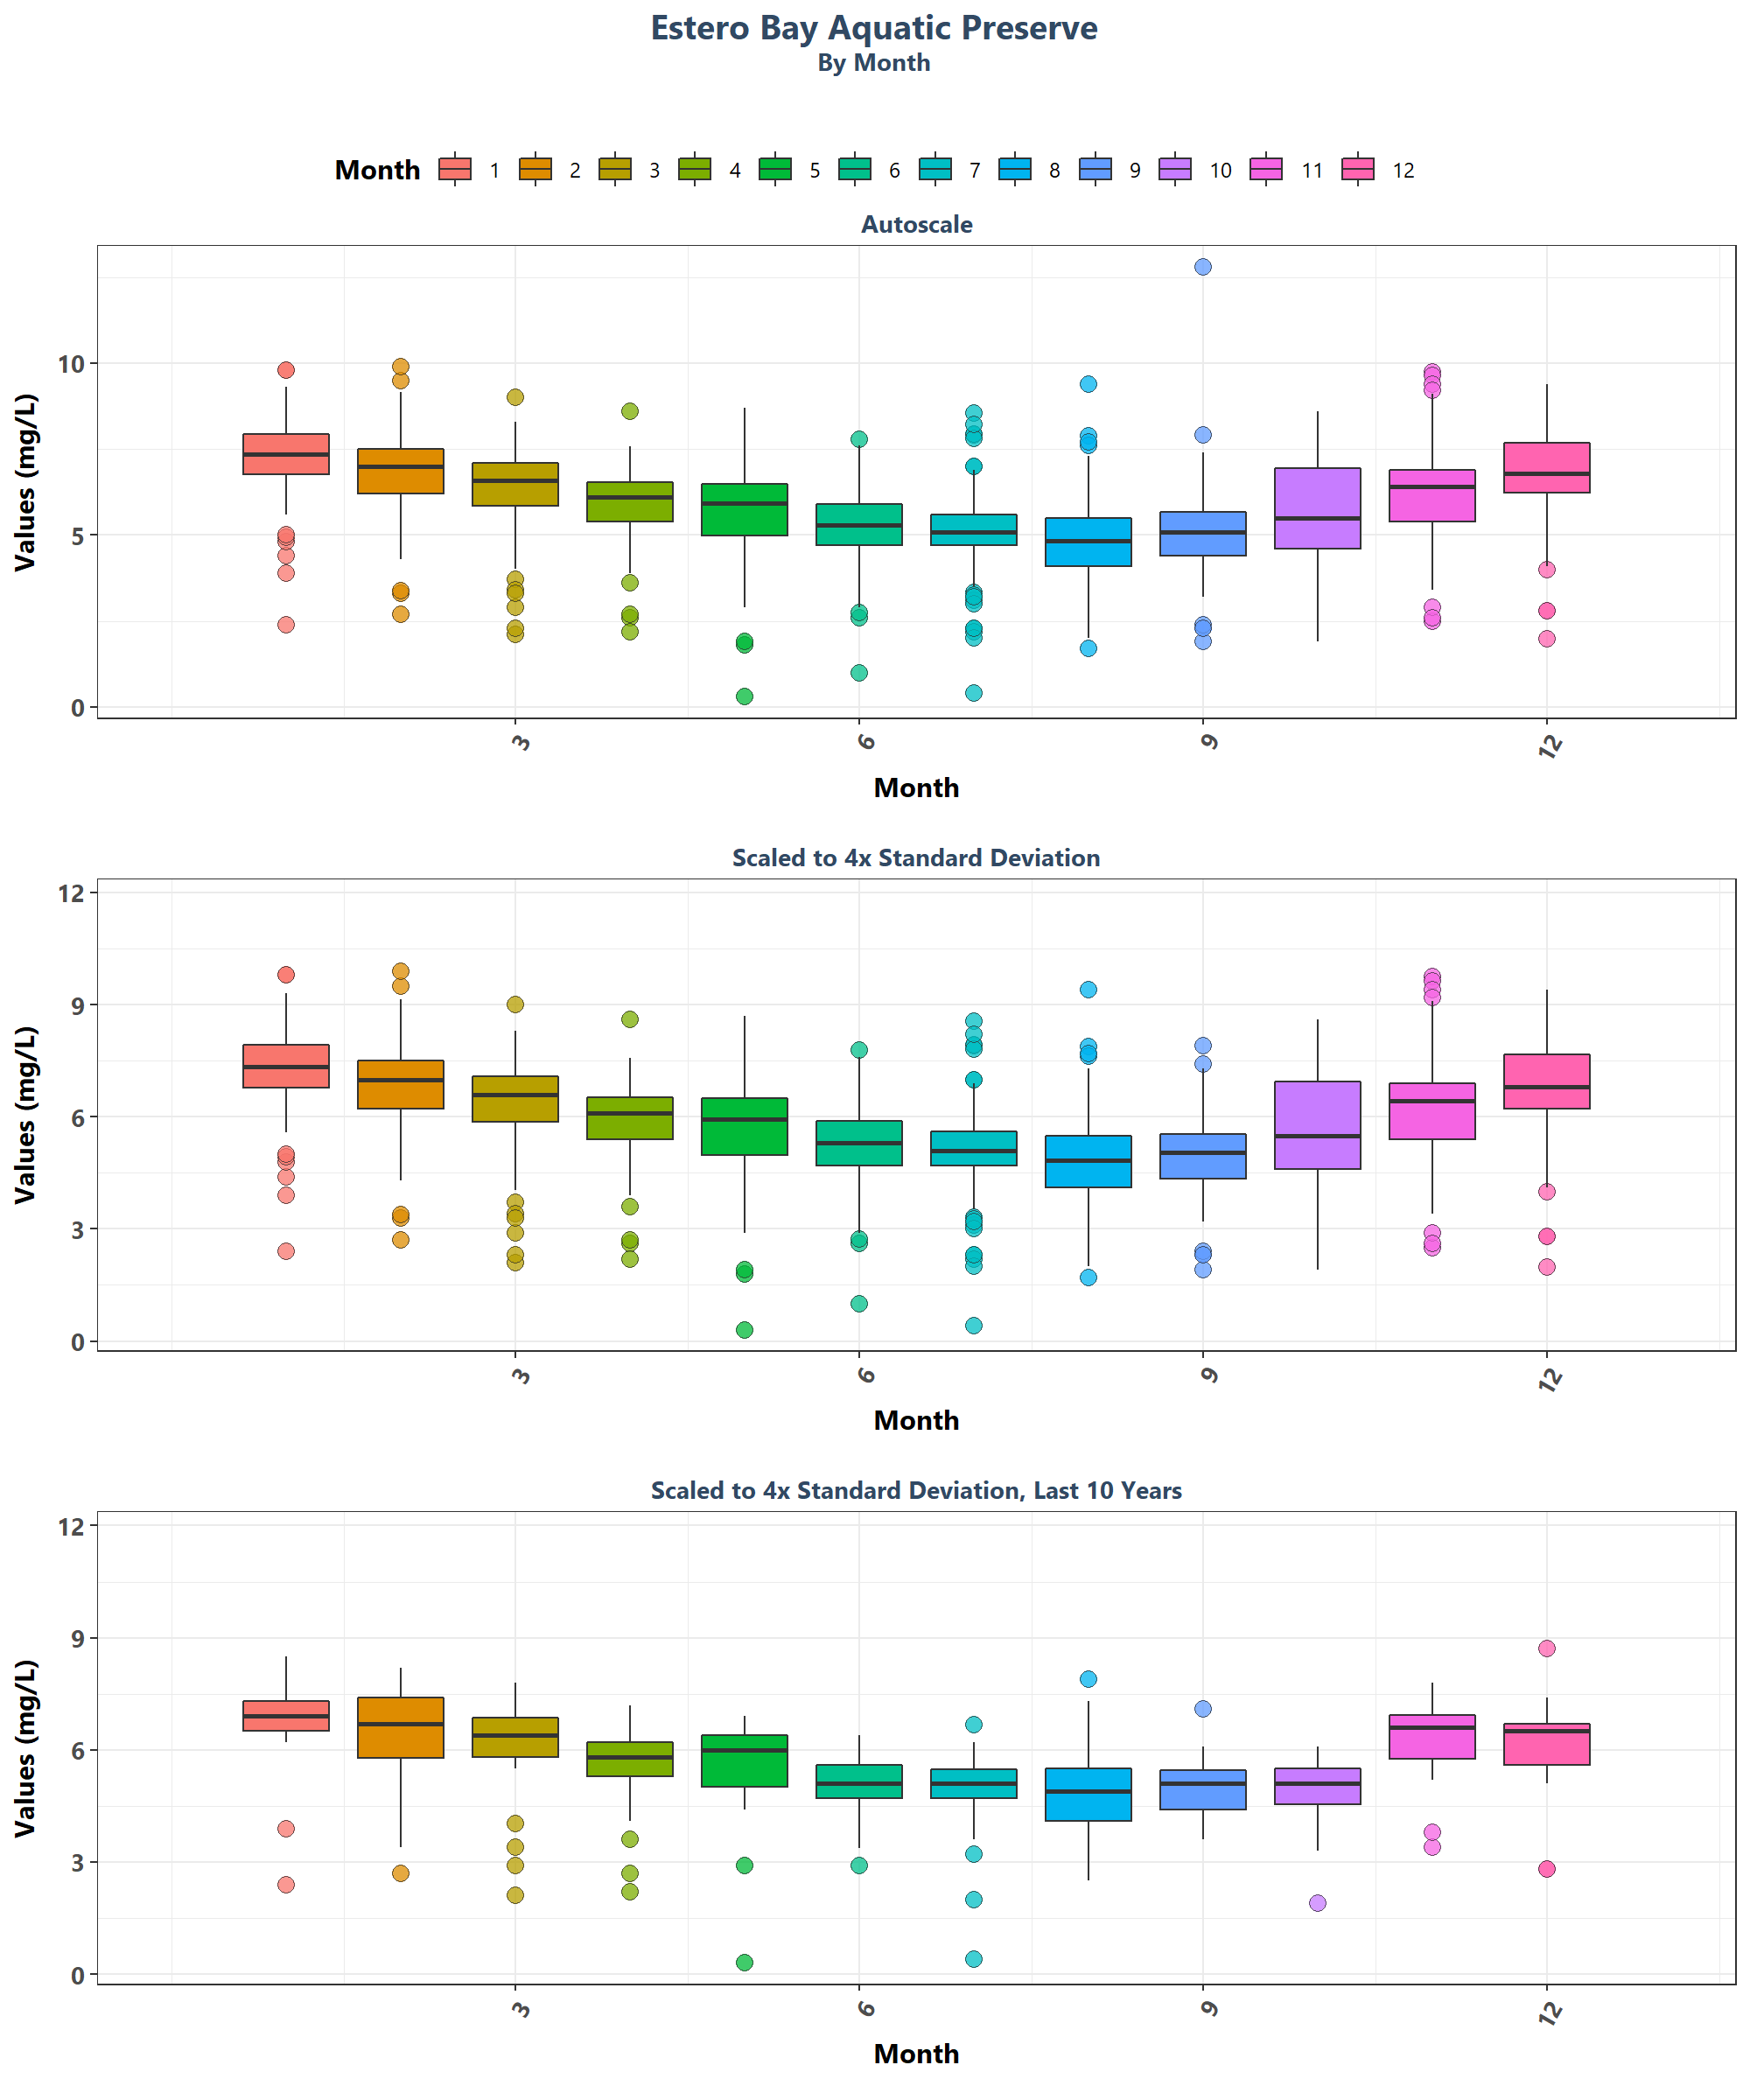 Estero Bay Aquatic Preserve
By Month
Month 1 2 3 4 5 6 7 8 9 10 11 12
Autoscale
Values (mg/L)
10
5
0
3 6 9 12
Month
Scaled to 4x Standard Deviation
Values (mg/L)
12
9
6
3
0
3 6 9 12
Month
Scaled to 4x Standard Deviation, Last 10 Years
Values (mg/L)
12
9
6
3
0
3 6 9 12
Month